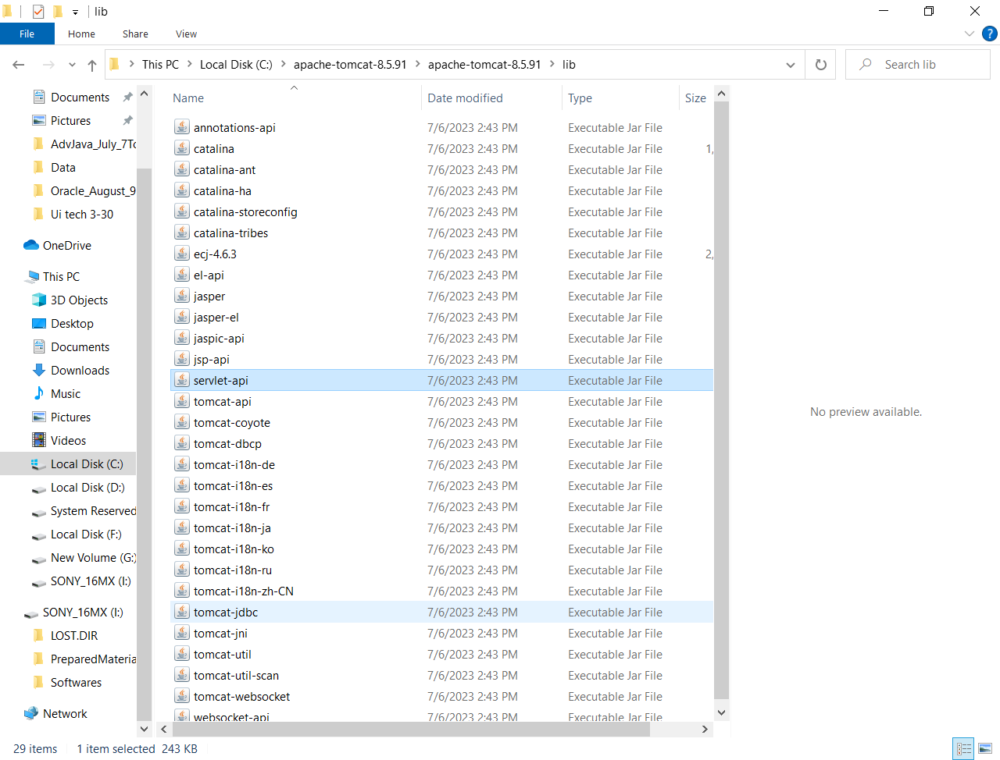 lib
File Home Share View
?
This PC Local Disk (C:) apache-tomcat-8.5.91 apache-tomcat-8.5.91 lib
Search lib
Documents
Pictures
AdvJava_July_7To
Data
Oracle_August_9
Ui tech 3-30
OneDrive
This PC
3D Objects
Desktop
Documents
Downloads
Music
Pictures
Videos
Local Disk (C:)
Local Disk (D:)
System Reserved
Local Disk (F:)
New Volume (G:)
SONY_16MX (I:)
SONY_16MX (I:)
LOST.DIR
PreparedMateria
Softwares
Network
Name Date modified Type Size
annotations-api 7/6/2023 2:43 PM Executable Jar File
catalina 7/6/2023 2:43 PM Executable Jar File 1,
catalina-ant 7/6/2023 2:43 PM Executable Jar File
catalina-ha 7/6/2023 2:43 PM Executable Jar File
catalina-storeconfig 7/6/2023 2:43 PM Executable Jar File
catalina-tribes 7/6/2023 2:43 PM Executable Jar File
ecj-4.6.3 7/6/2023 2:43 PM Executable Jar File 2,
el-api 7/6/2023 2:43 PM Executable Jar File
jasper 7/6/2023 2:43 PM Executable Jar File
jasper-el 7/6/2023 2:43 PM Executable Jar File
jaspic-api 7/6/2023 2:43 PM Executable Jar File
jsp-api 7/6/2023 2:43 PM Executable Jar File
servlet-api 7/6/2023 2:43 PM Executable Jar File
tomcat-api 7/6/2023 2:43 PM Executable Jar File
tomcat-coyote 7/6/2023 2:43 PM Executable Jar File
tomcat-dbcp 7/6/2023 2:43 PM Executable Jar File
tomcat-i18n-de 7/6/2023 2:43 PM Executable Jar File
tomcat-i18n-es 7/6/2023 2:43 PM Executable Jar File
tomcat-i18n-fr 7/6/2023 2:43 PM Executable Jar File
tomcat-i18n-ja 7/6/2023 2:43 PM Executable Jar File
tomcat-i18n-ko 7/6/2023 2:43 PM Executable Jar File
tomcat-i18n-ru 7/6/2023 2:43 PM Executable Jar File
tomcat-i18n-zh-CN 7/6/2023 2:43 PM Executable Jar File
tomcat-jdbc 7/6/2023 2:43 PM Executable Jar File
tomcat-jni 7/6/2023 2:43 PM Executable Jar File
tomcat-util 7/6/2023 2:43 PM Executable Jar File
tomcat-util-scan 7/6/2023 2:43 PM Executable Jar File
tomcat-websocket 7/6/2023 2:43 PM Executable Jar File
websocket-api 7/6/2023 2:43 PM Executable Jar File
No preview available.
29 items 1 item selected 243 KB